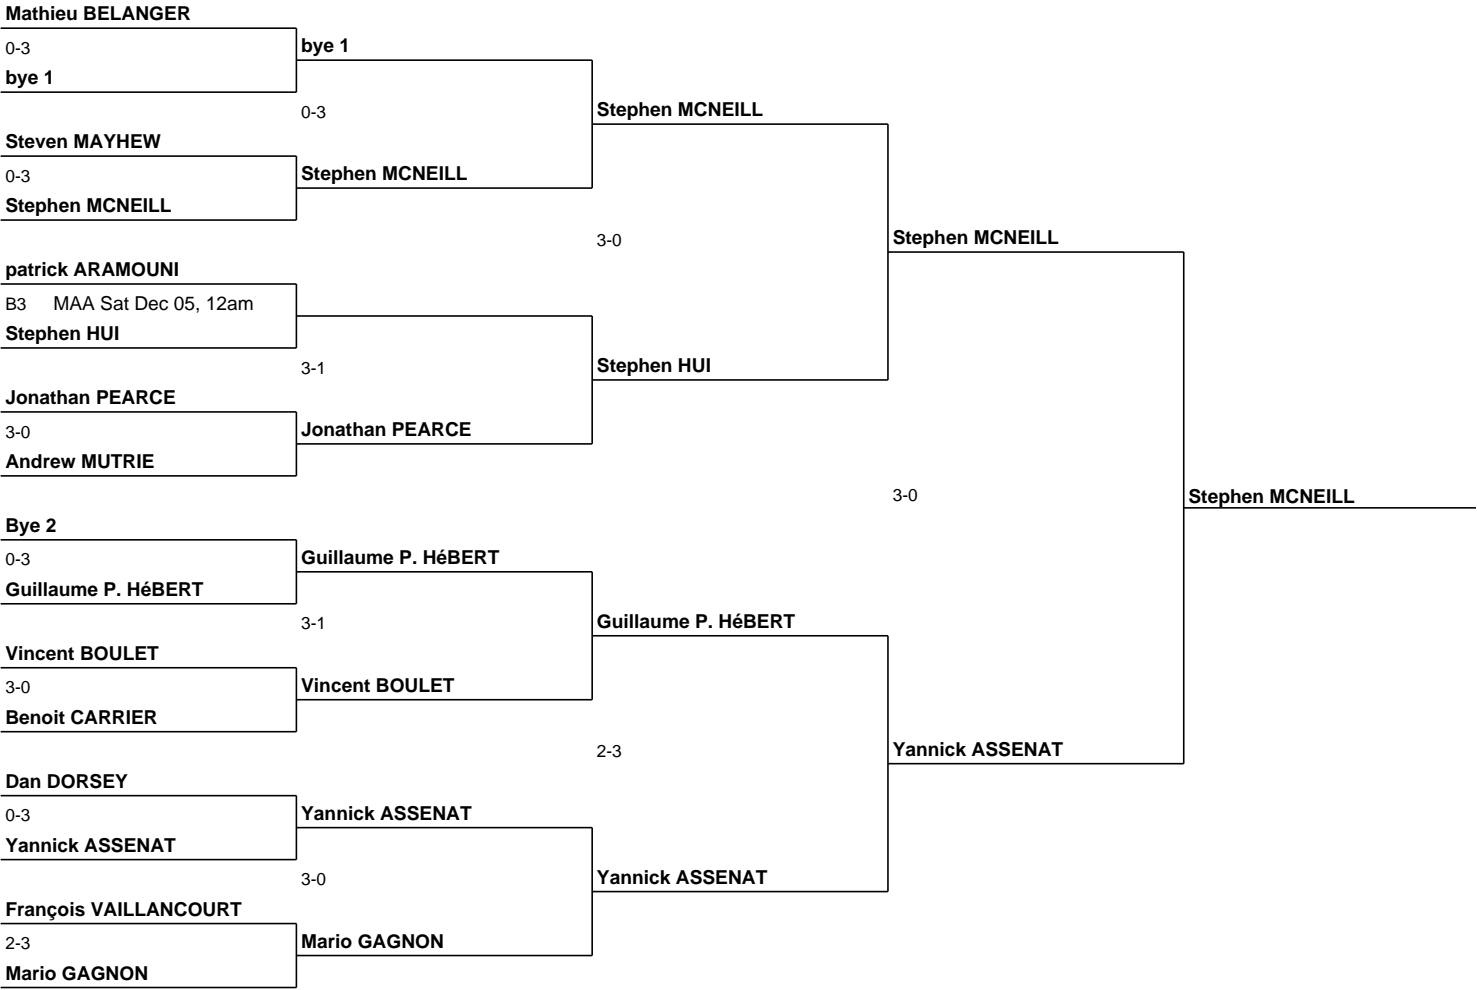 Mathieu BELANGER
0-3
bye 1
bye 1
0-3
Stephen MCNEILL
Steven MAYHEW
0-3
Stephen MCNEILL
Stephen MCNEILL
3-0
Stephen MCNEILL
patrick ARAMOUNI
B3 MAA Sat Dec 05, 12am
Stephen HUI
3-1
Stephen HUI
Jonathan PEARCE
3-0
Jonathan PEARCE
Andrew MUTRIE
3-0
Stephen MCNEILL
Bye 2
0-3
Guillaume P. HéBERT
Guillaume P. HéBERT
3-1
Guillaume P. HéBERT
Vincent BOULET
3-0
Vincent BOULET
Benoit CARRIER
2-3
Yannick ASSENAT
Dan DORSEY
0-3
Yannick ASSENAT
Yannick ASSENAT
3-0
Yannick ASSENAT
François VAILLANCOURT
2-3
Mario GAGNON
Mario GAGNON